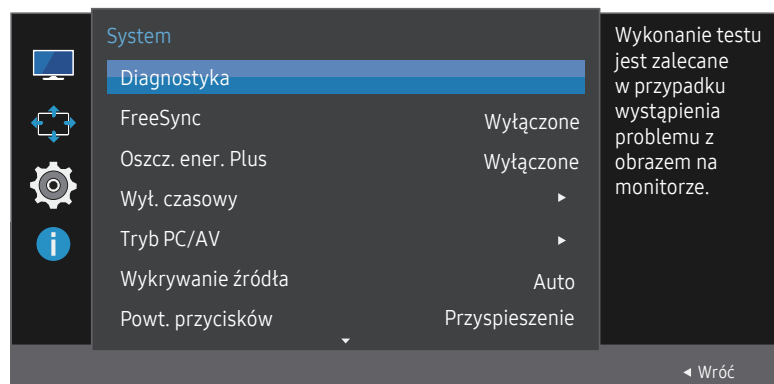 System
Diagnostyka
FreeSync Wyłączone
Oszcz. ener. Plus Wyłączone
Wył. czasowy ►
Tryb PC/AV ►
Wykrywanie źródła Auto
Powt. przycisków Przyspieszenie
Wykonanie testu
jest zalecane
w przypadku
wystąpienia
problemu z
obrazem na
monitorze.
◄ Wróć